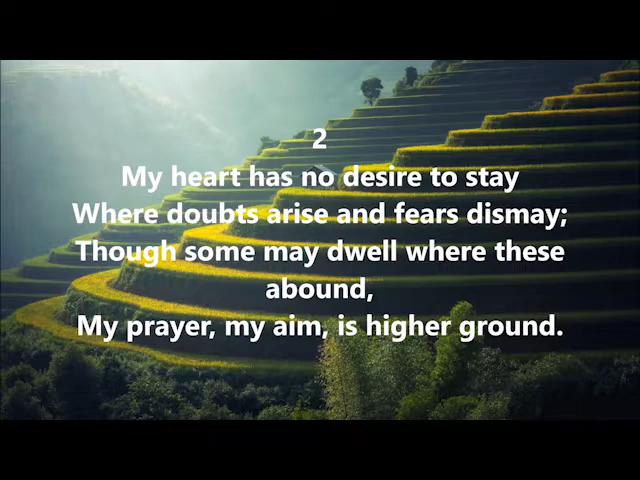 2
My heart has no desire to stay
Where doubts arise and fears dismay;
Though some may dwell where these
abound,
My prayer, my aim, is higher ground.